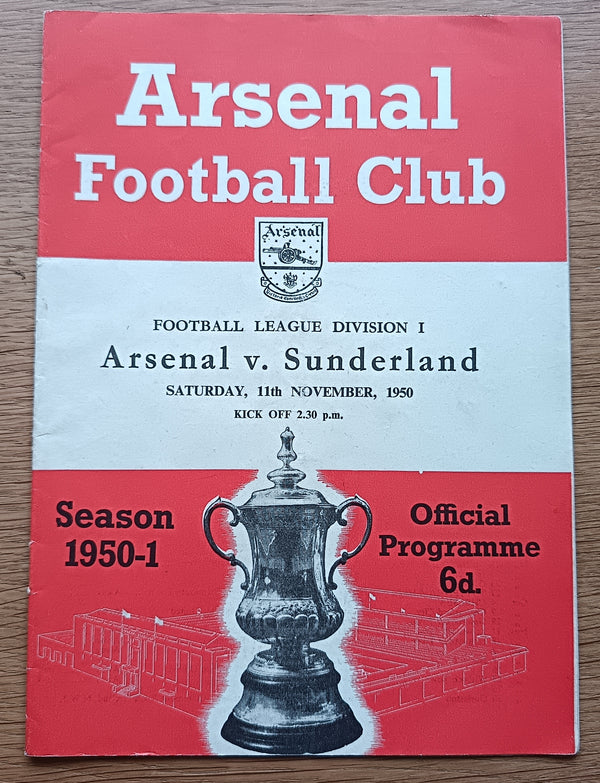 Arsenal
Football Club
Arsenal
FOOTBALL LEAGUE DIVISION I
Arsenal v. Sunderland
SATURDAY, 11th NOVEMBER, 1950
KICK OFF 2.30 p.m.
Season
1950-1
Official
Programme
6d.